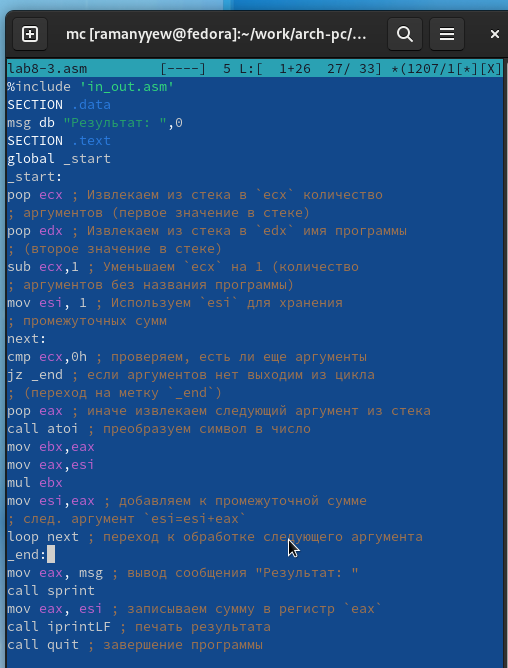 mc [ramanyyew@fedora]:~/work/arch-pc/...
lab8-3.asm [----] 5 L:[ 1+26 27/ 33] *(1207/1[*][X]
%include 'in_out.asm'
SECTION .data
msg db "Результат: ",0
SECTION .text
global _start
_start:
pop ecx ; Извлекаем из стека в `ecx` количество
; аргументов (первое значение в стеке)
pop edx ; Извлекаем из стека в `edx` имя программы
; (второе значение в стеке)
sub ecx,1 ; Уменьшаем `ecx` на 1 (количество
; аргументов без названия программы)
mov esi, 1 ; Используем `esi` для хранения
; промежуточных сумм
next:
cmp ecx,0h ; проверяем, есть ли еще аргументы
jz _end ; если аргументов нет выходим из цикла
; (переход на метку `_end`)
pop eax ; иначе извлекаем следующий аргумент из стека
call atoi ; преобразуем символ в число
mov ebx,eax
mov eax,esi
mul ebx
mov esi,eax ; добавляем к промежуточной сумме
; след. аргумент `esi=esi+eax`
loop next ; переход к обработке следующего аргумента
_end:
mov eax, msg ; вывод сообщения "Результат: "
call sprint
mov eax, esi ; записываем сумму в регистр `eax`
call iprintLF ; печать результата
call quit ; завершение программы